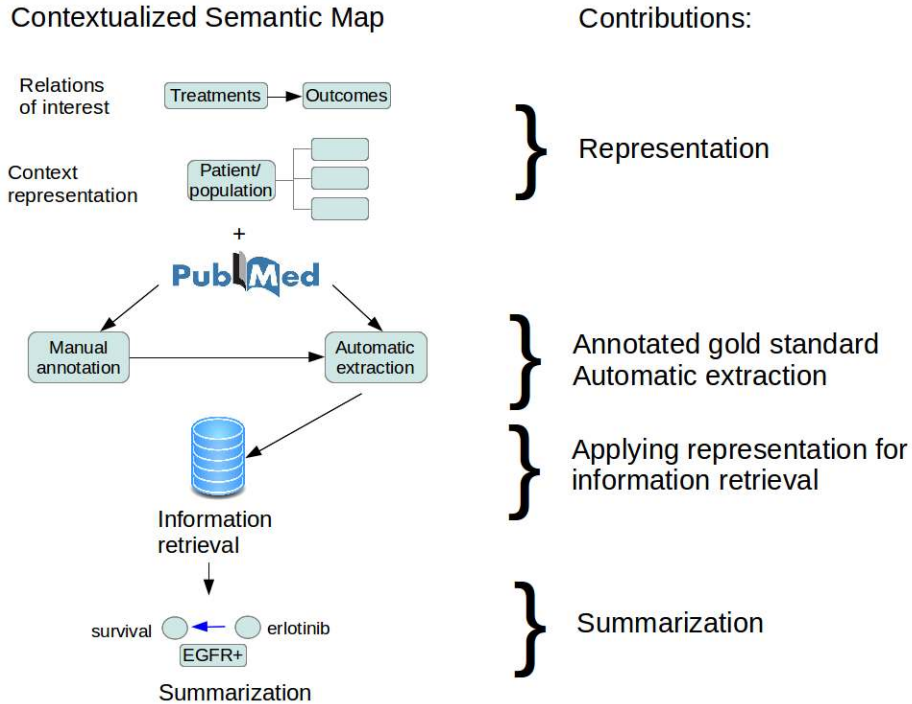 Contextualized Semantic Map
Contributions:
Relations
of interest
Treatments
Outcomes
Representation
Context
representation
Patient/
population
+
PubMed
Manual
annotation
Automatic
extraction
Annotated gold standard
Automatic extraction
Applying representation for
information retrieval
Information
retrieval
survival
erlotinib
EGFR+
Summarization
Summarization